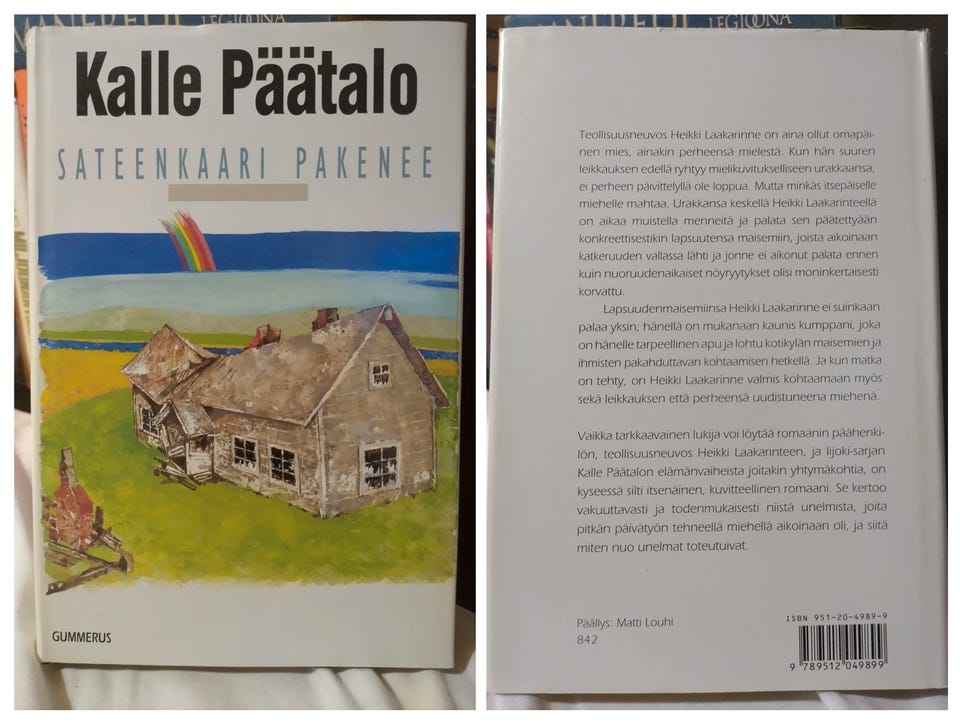 LEGIOONA
Kalle Päätalo
SATEENKAARI PAKENEE
GUMMERUS
LEGIOONA
Teollisuusneuvos Heikki Laakarinne on aina ollut omapäi-
nen mies, ainakin perheensä mielestä. Kun hän suuren
leikkauksen edellä ryhtyy mielikuvitukselliseen urakkaansa,
ei perheen päivittelyllä ole loppua. Mutta minkäs itsepäiselle
miehelle mahtaa. Urakkansa keskellä Heikki Laakarinteellä
on aikaa muistella menneitä ja palata sen päätettyään
konkreettisestikin lapsuutensa maisemiin, joista aikoinaan
katkeruuden vallassa lähti ja jonne ei aikonut palata ennen
kuin nuoruudenaikaiset nöyryytykset olisi moninkertaisesti
korvattu.
Lapsuudenmaisemiinsa Heikki Laakarinne ei suinkaan
palaa yksin; hänellä on mukanaan kaunis kumppani, joka
on hänelle tarpeellinen apu ja lohtu kotikylän maisemien ja
ihmisten pakahduttavan kohtaamisen hetkellä. Ja kun matka
on tehty, on Heikki Laakarinne valmis kohtaamaan myös
sekä leikkauksen että perheensä uudistuneena miehenä.
Vaikka tarkkaavainen lukija voi löytää romaanin päähenki-
lön, teollisuusneuvos Heikki Laakarinteen, ja Iijoki-sarjan
Kalle Päätalon elämänvaiheista joitakin yhtymäkohtia, on
kyseessä silti itsenäinen, kuvitteellinen romaani. Se kertoo
vakuuttavasti ja todenmukaisesti niistä unelmista, joita
pitkän päivätyön tehneellä miehellä aikoinaan oli, ja siitä
miten nuo unelmat toteutuivat.
Päällys: Matti Louhi
842
ISBN 951-20-4989-9
9 789512 049899